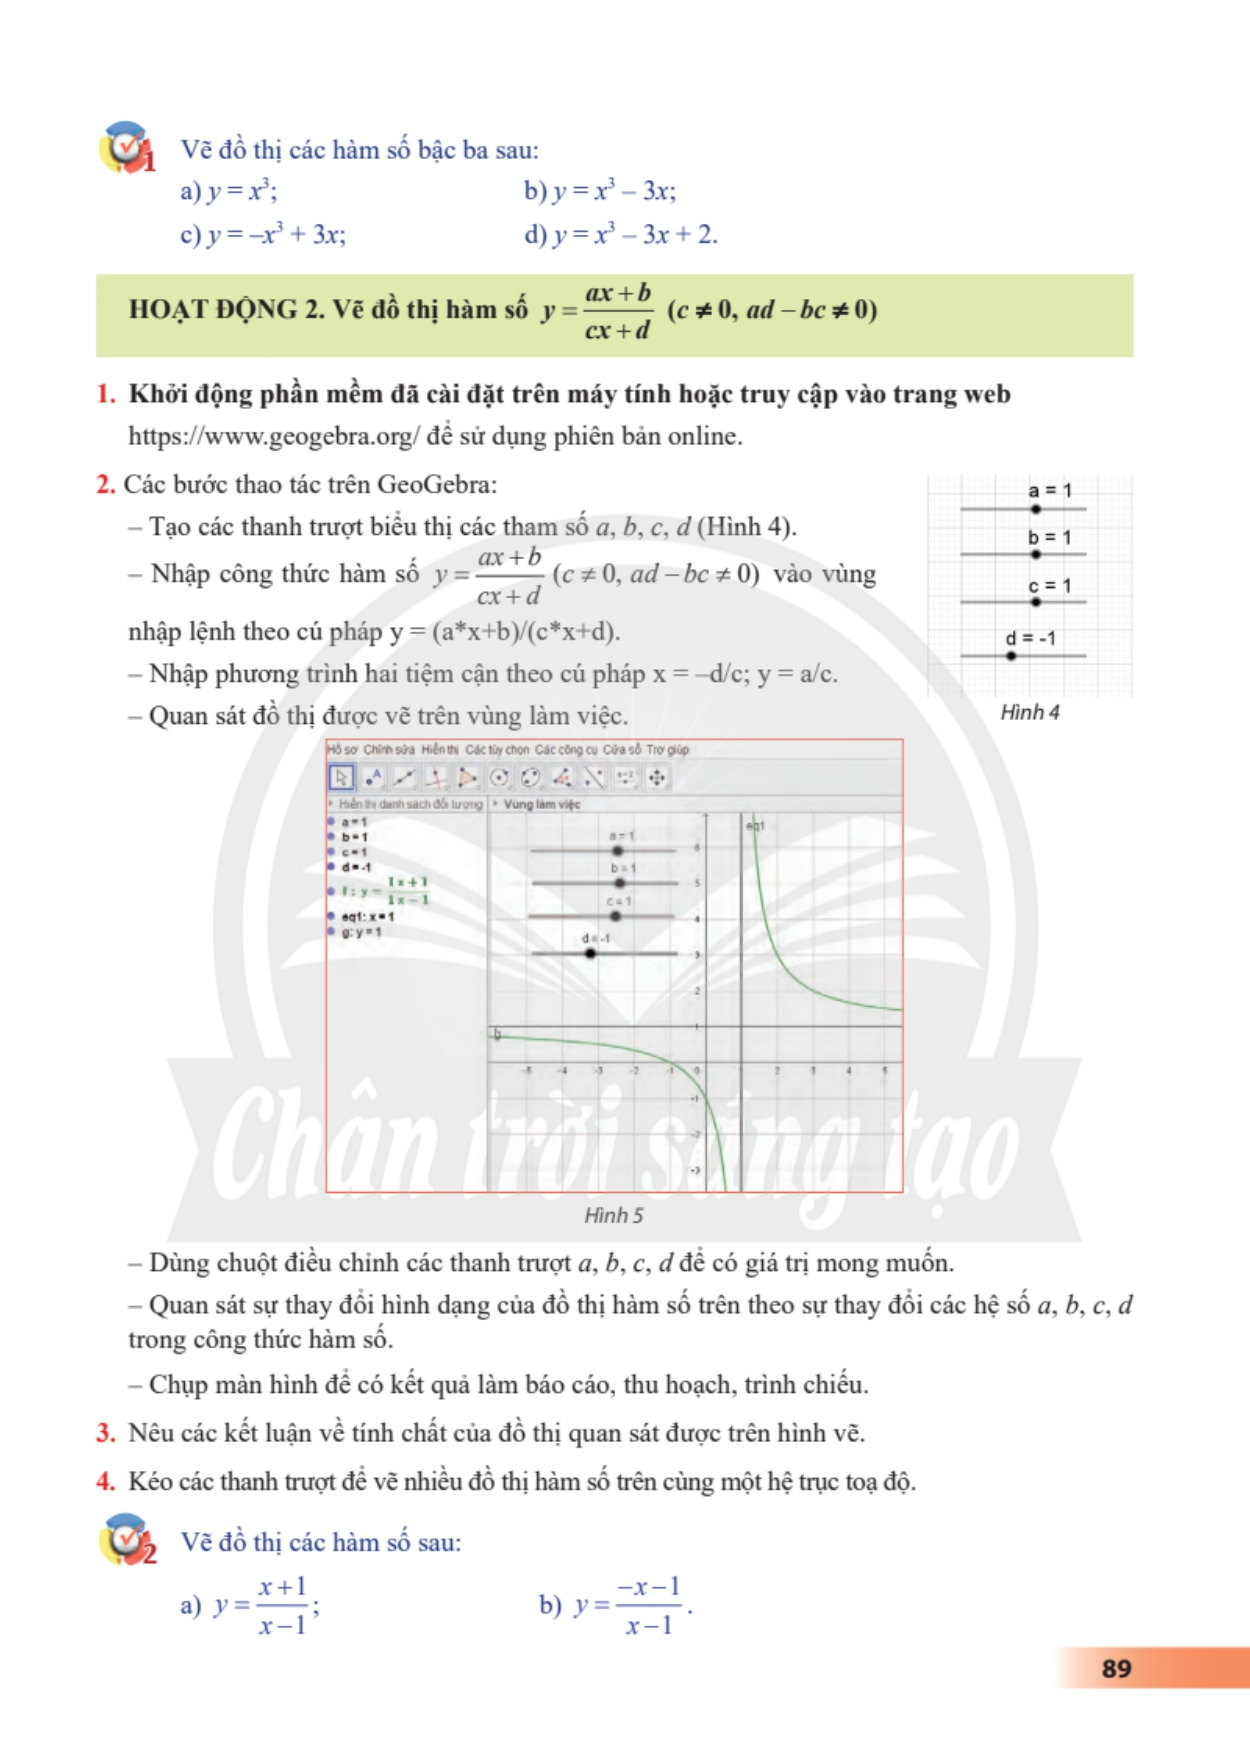 1 Vẽ đồ thị các hàm số bậc ba sau:
a) y = x³; b) y = x³ – 3x;
c) y = –x³ + 3x; d) y = x³ – 3x + 2.
HOẠT ĐỘNG 2. Vẽ đồ thị hàm số y = (ax + b)/(cx + d) (c ≠ 0, ad – bc ≠ 0)
1. Khởi động phần mềm đã cài đặt trên máy tính hoặc truy cập vào trang web
https://www.geogebra.org/ để sử dụng phiên bản online.
2. Các bước thao tác trên GeoGebra:
– Tạo các thanh trượt biểu thị các tham số a, b, c, d (Hình 4).
– Nhập công thức hàm số y = (ax + b)/(cx + d) (c ≠ 0, ad – bc ≠ 0) vào vùng
nhập lệnh theo cú pháp y = (a*x+b)/(c*x+d).
– Nhập phương trình hai tiệm cận theo cú pháp x = –d/c; y = a/c.
– Quan sát đồ thị được vẽ trên vùng làm việc.
a = 1
b = 1
c = 1
d = -1
Hình 4
Hồ sơ Chỉnh sửa Hiển thị Các tùy chọn Các công cụ Cửa sổ Trợ giúp
A a=2
Hiển thị danh sách đối tượng Vùng làm việc
a = 1
b = 1
c = 1
d = -1
f : y = (1x + 1)/(1x – 1)
eq1: x = 1
g: y = 1
a = 1
b = 1
c = 1
d = -1
eq1
6
5
4
3
2
1
-5 -4 -3 -2 -1 0 2 3 4 5
-1
-2
-3
Chân trời sáng tạo
Hình 5
– Dùng chuột điều chỉnh các thanh trượt a, b, c, d để có giá trị mong muốn.
– Quan sát sự thay đổi hình dạng của đồ thị hàm số trên theo sự thay đổi các hệ số a, b, c, d
trong công thức hàm số.
– Chụp màn hình để có kết quả làm báo cáo, thu hoạch, trình chiếu.
3. Nêu các kết luận về tính chất của đồ thị quan sát được trên hình vẽ.
4. Kéo các thanh trượt để vẽ nhiều đồ thị hàm số trên cùng một hệ trục toạ độ.
2 Vẽ đồ thị các hàm số sau:
a) y = (x + 1)/(x – 1); b) y = (–x – 1)/(x – 1).
89